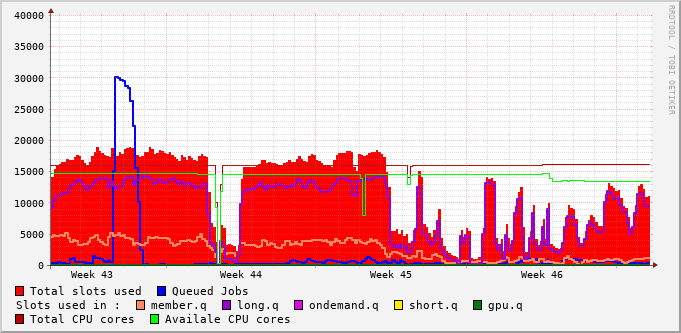 RRDTOOL / TOBI OETIKER
40000
35000
30000
25000
20000
15000
10000
5000
0
Week 43 Week 44 Week 45 Week 46
Total slots used Queued Jobs
Slots used in : member.q long.q ondemand.q short.q gpu.q
Total CPU cores Availale CPU cores